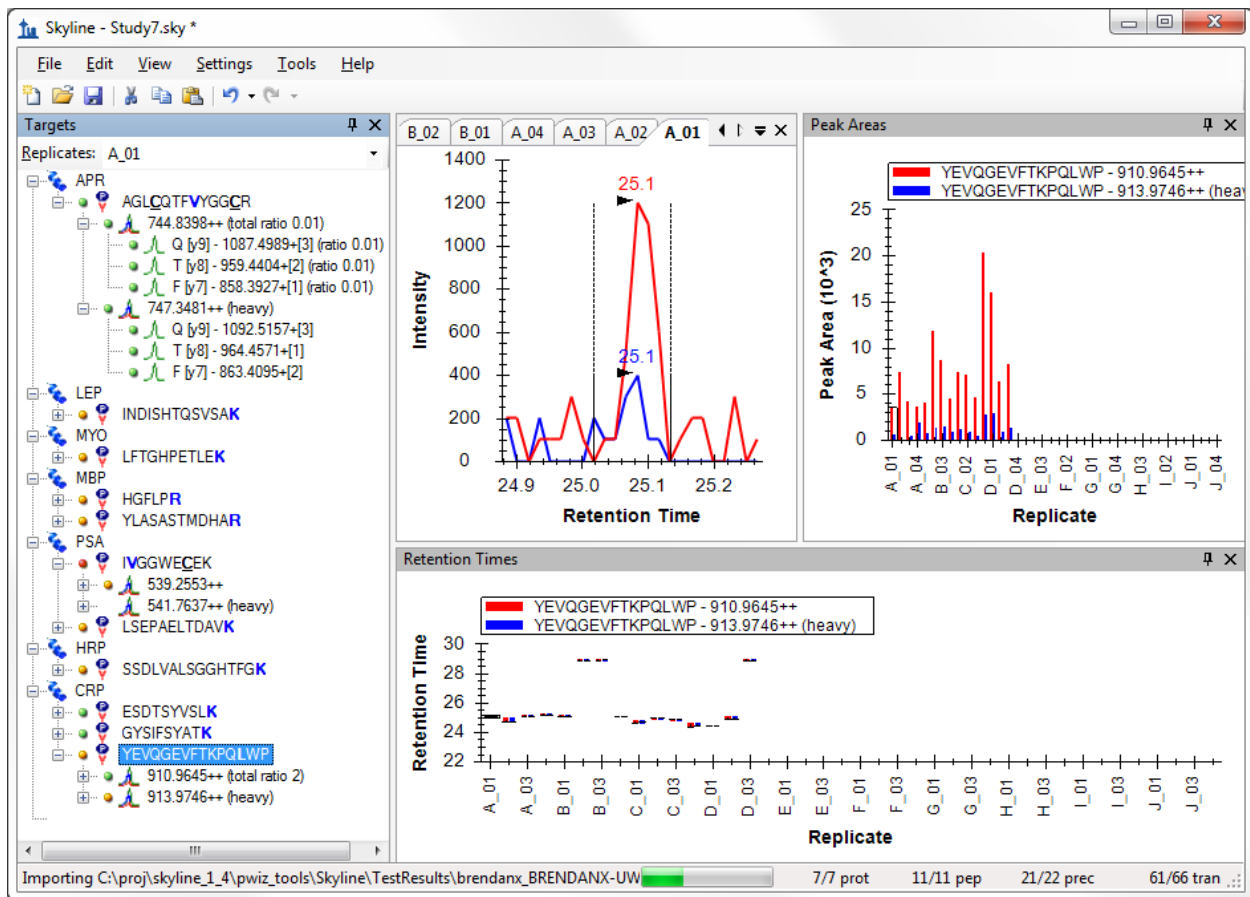 Skyline - Study7.sky *
File Edit View Settings Tools Help
Targets
Replicates: A_01
APR
AGLCQTFVYGGCR
744.8398++ (total ratio 0.01)
Q [y9] - 1087.4989+[3] (ratio 0.01)
T [y8] - 959.4404+[2] (ratio 0.01)
F [y7] - 858.3927+[1] (ratio 0.01)
747.3481++ (heavy)
Q [y9] - 1092.5157+[3]
T [y8] - 964.4571+[1]
F [y7] - 863.4095+[2]
LEP
INDISHTQSVSAK
MYO
LFTGHPETLEK
MBP
HGFLPR
YLASASTMDHAR
PSA
IVGGWECEK
539.2553++
541.7637++ (heavy)
LSEPAELTDAVK
HRP
SSDLVALSGGHTFGK
CRP
ESDTSYVSLK
GYSIFSYATK
YEVQGEVFTKPQLWP
910.9645++ (total ratio 2)
913.9746++ (heavy)
B_02 B_01 A_04 A_03 A_02 A_01
1400
1200
1000
800
600
400
200
0
Intensity
25.1
25.1
24.9 25.0 25.1 25.2
Retention Time
Peak Areas
YEVQGEVFTKPQLWP - 910.9645++
YEVQGEVFTKPQLWP - 913.9746++ (heav
25
20
15
10
5
0
Peak Area (10^3)
A_01 A_04 B_03 C_02 D_01 D_04 E_03 F_02 G_01 G_04 H_03 I_02 J_01 J_04
Replicate
Retention Times
YEVQGEVFTKPQLWP - 910.9645++
YEVQGEVFTKPQLWP - 913.9746++ (heavy)
30
28
26
24
22
Retention Time
A_01 A_03 B_01 B_03 C_01 C_03 D_01 D_03 E_01 E_03 F_01 F_03 G_01 G_03 H_01 H_03 I_01 I_03 J_01 J_03
Replicate
Importing C:\proj\skyline_1_4\pwiz_tools\Skyline\TestResults\brendanx_BRENDANX-UW 7/7 prot 11/11 pep 21/22 prec 61/66 tran